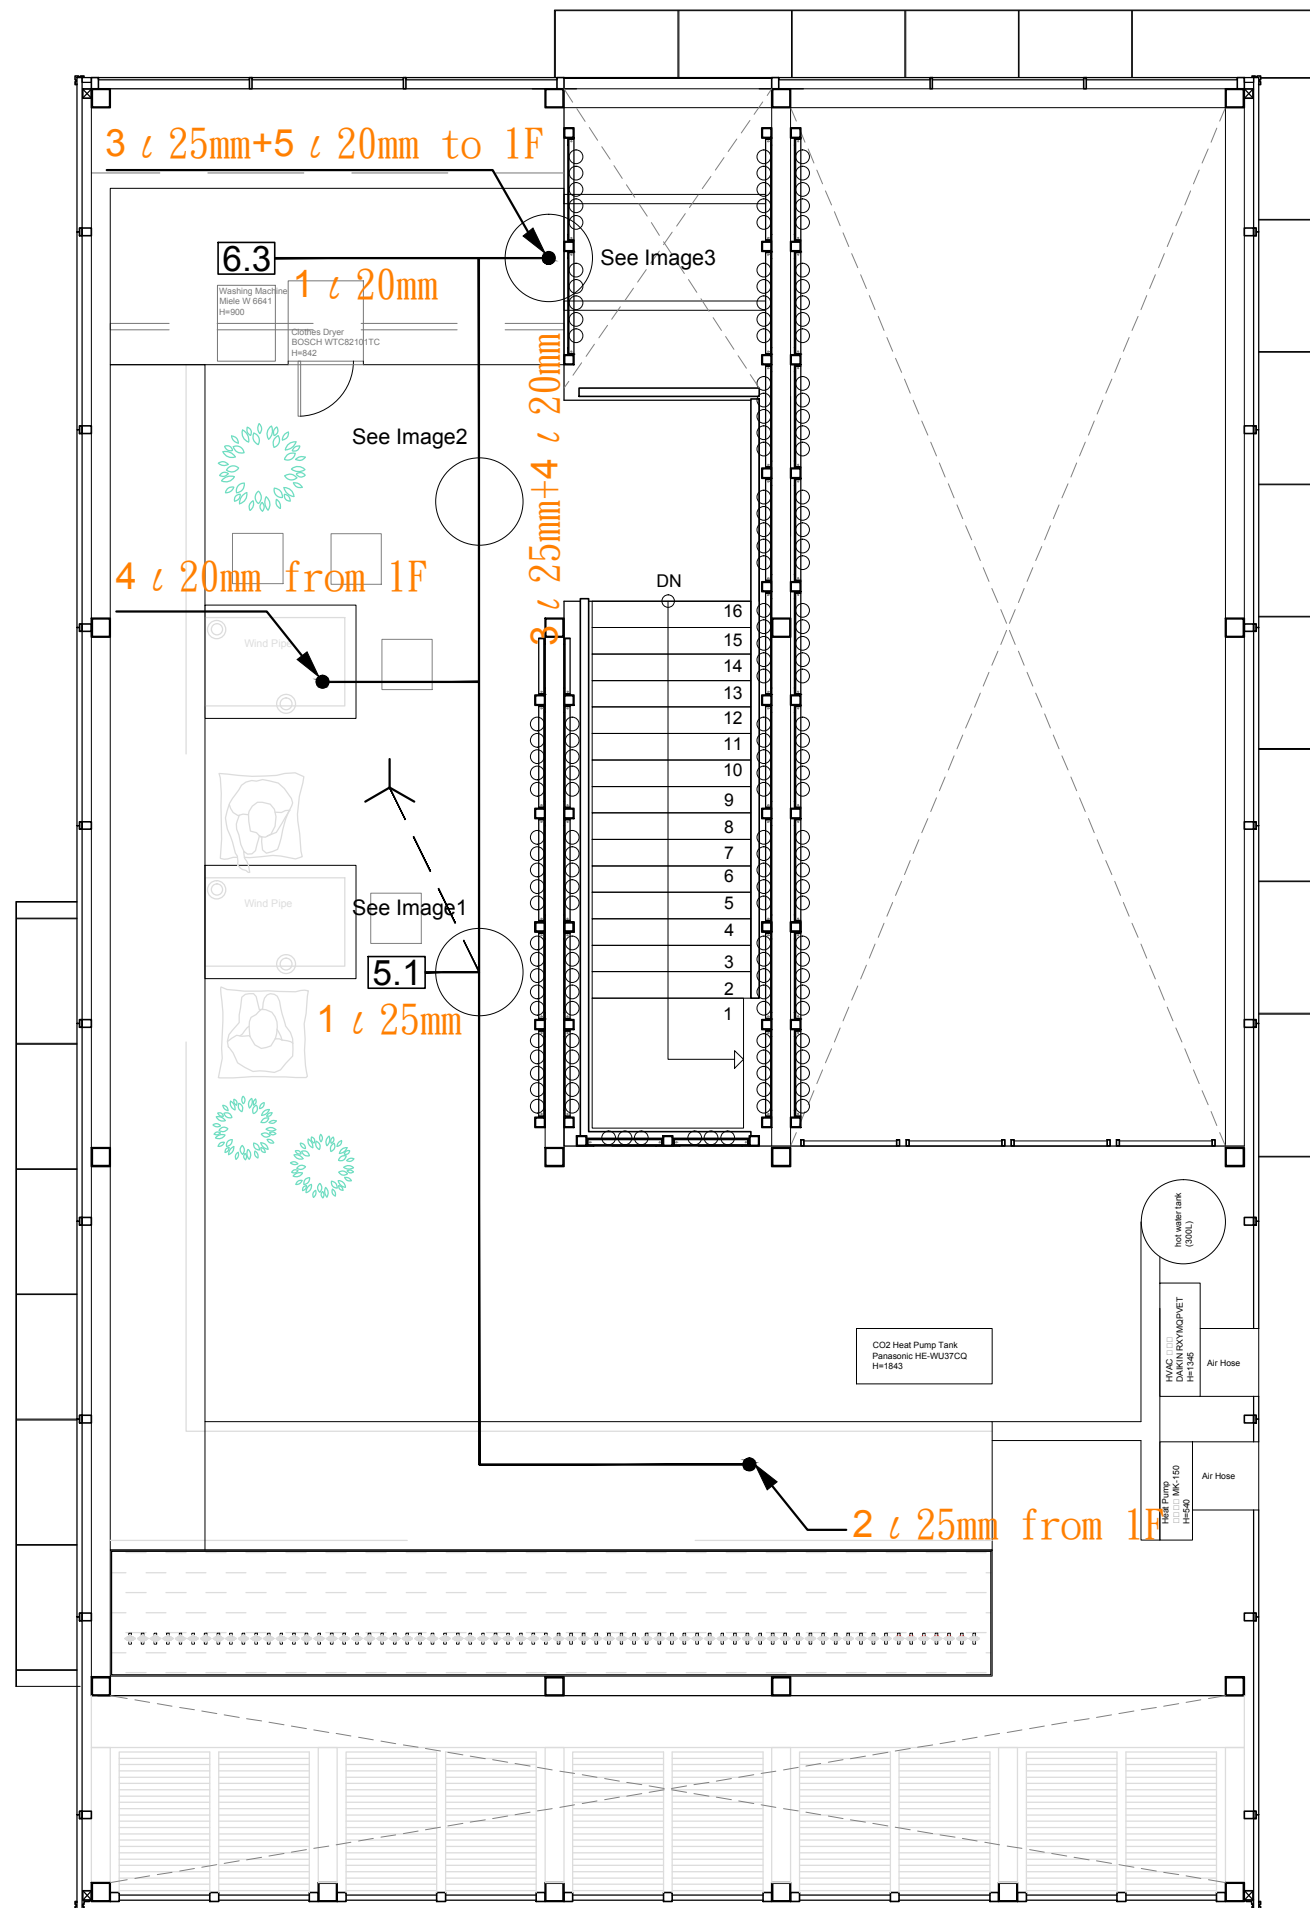 3 ℓ 25mm+5 ℓ 20mm to 1F
6.3
See Image3
1 ℓ 20mm
Washing Machine
Miele W 6641
H=900
Clothes Dryer
BOSCH WTC82101TC
H=842
3 ℓ 25mm+4 ℓ 20mm
See Image2
4 ℓ 20mm from 1F
DN
Wind Pipe
16
15
14
13
12
11
10
9
8
7
6
5
4
3
2
1
Wind Pipe
See Image1
5.1
1 ℓ 25mm
hot water tank
(300L)
CO2 Heat Pump Tank
Panasonic HE-WU37CQ
H=1843
HVAC □□□
DAIKIN RXYMQPVET
H=1345
Air Hose
Heat Pump
□□□□ MK-150
H=540
Air Hose
2 ℓ 25mm from 1F